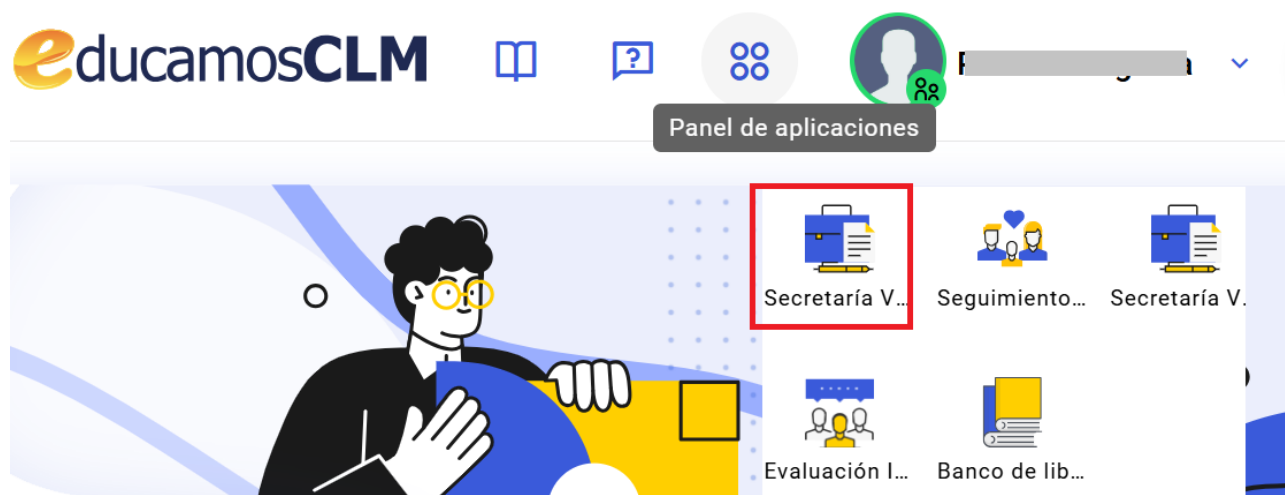 educamosCLM
?
Panel de aplicaciones
Secretaría V...
Seguimiento...
Secretaría V.
Evaluación I...
Banco de lib...